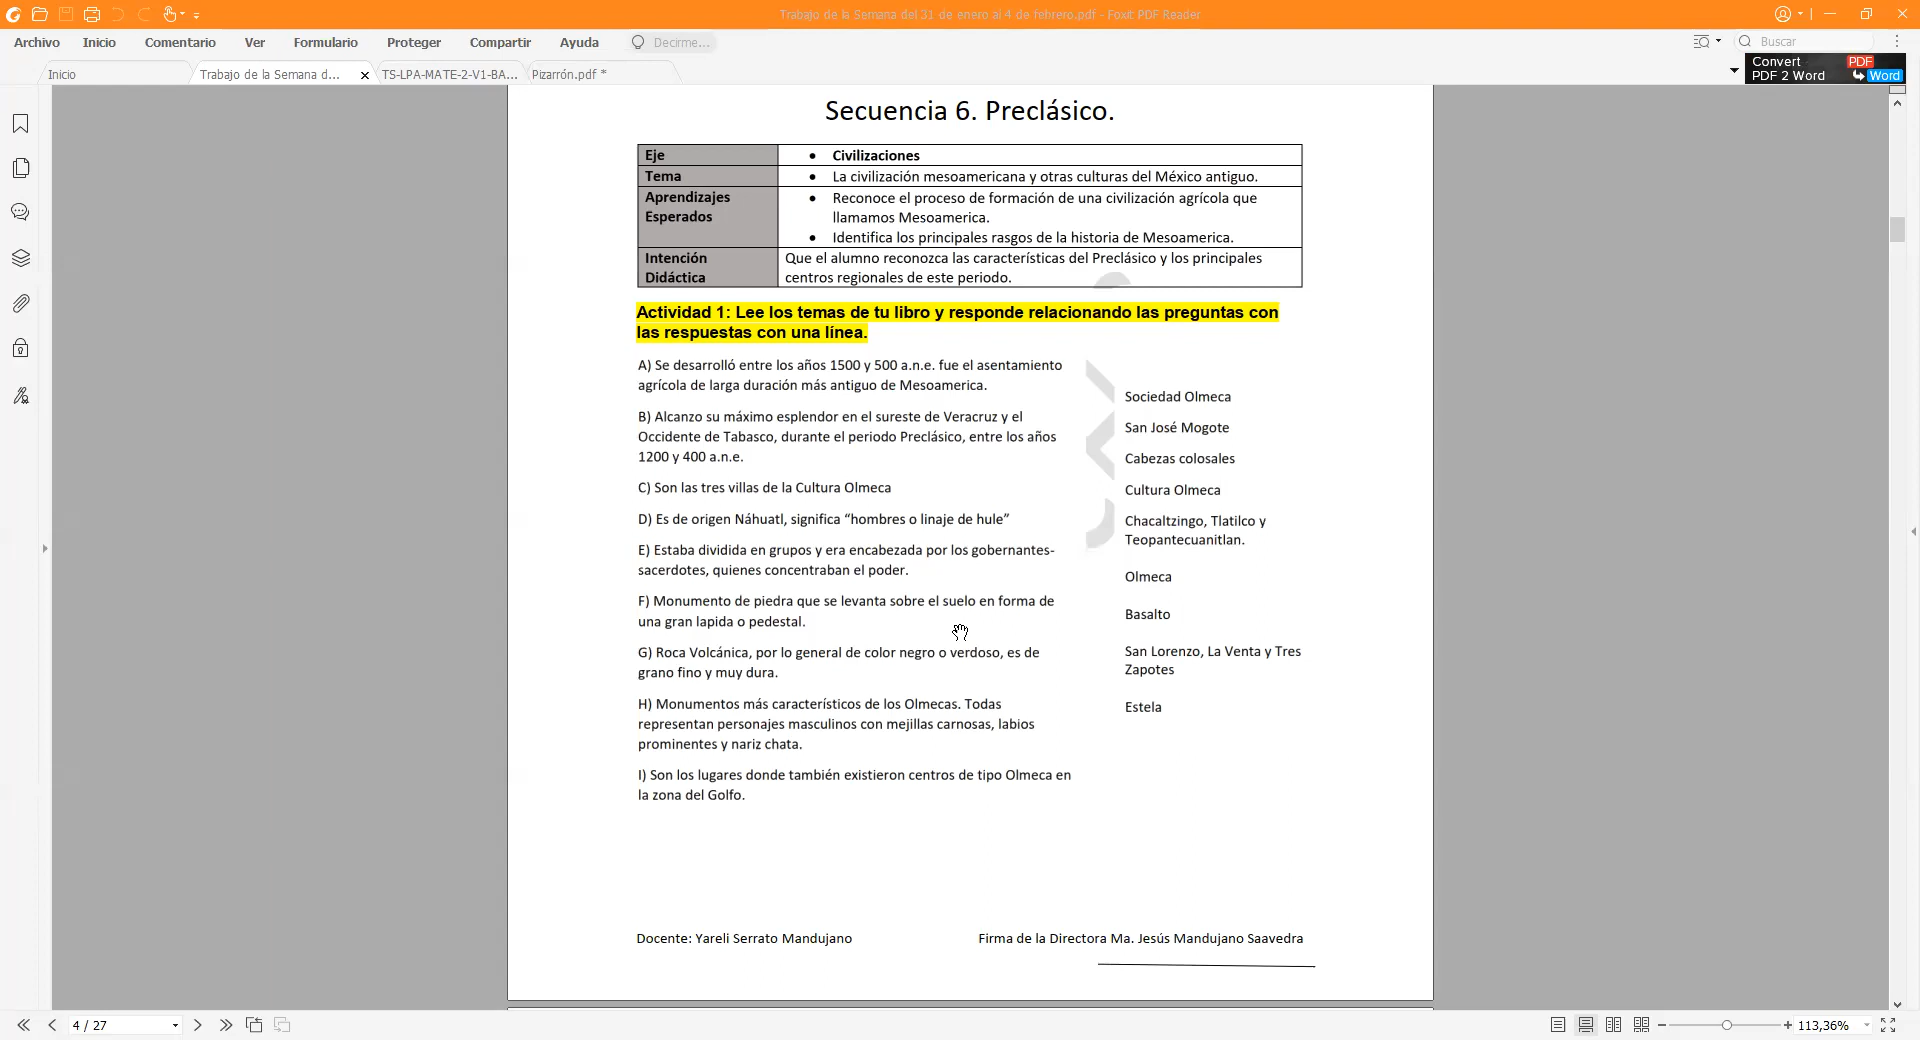 Trabajo de la Semana del 31 de enero al 4 de febrero.pdf - Foxit PDF Reader
Archivo Inicio Comentario Ver Formulario Proteger Compartir Ayuda Decirme... Buscar
Inicio Trabajo de la Semana d... TS-LPA-MATE-2-V1-BA... Pizarrón.pdf *
Convert PDF
PDF 2 Word Word
Secuencia 6. Preclásico.
Eje • Civilizaciones
Tema • La civilización mesoamericana y otras culturas del México antiguo.
Aprendizajes • Reconoce el proceso de formación de una civilización agrícola que
Esperados llamamos Mesoamerica.
• Identifica los principales rasgos de la historia de Mesoamerica.
Intención Que el alumno reconozca las características del Preclásico y los principales
Didáctica centros regionales de este periodo.
Actividad 1: Lee los temas de tu libro y responde relacionando las preguntas con
las respuestas con una línea.
A) Se desarrolló entre los años 1500 y 500 a.n.e. fue el asentamiento
agrícola de larga duración más antiguo de Mesoamerica.
B) Alcanzo su máximo esplendor en el sureste de Veracruz y el
Occidente de Tabasco, durante el periodo Preclásico, entre los años
1200 y 400 a.n.e.
C) Son las tres villas de la Cultura Olmeca
D) Es de origen Náhuatl, significa “hombres o linaje de hule”
E) Estaba dividida en grupos y era encabezada por los gobernantes-
sacerdotes, quienes concentraban el poder.
F) Monumento de piedra que se levanta sobre el suelo en forma de
una gran lapida o pedestal.
G) Roca Volcánica, por lo general de color negro o verdoso, es de
grano fino y muy dura.
H) Monumentos más característicos de los Olmecas. Todas
representan personajes masculinos con mejillas carnosas, labios
prominentes y nariz chata.
I) Son los lugares donde también existieron centros de tipo Olmeca en
la zona del Golfo.
Sociedad Olmeca
San José Mogote
Cabezas colosales
Cultura Olmeca
Chacaltzingo, Tlatilco y
Teopantecuanitlan.
Olmeca
Basalto
San Lorenzo, La Venta y Tres
Zapotes
Estela
Docente: Yareli Serrato Mandujano Firma de la Directora Ma. Jesús Mandujano Saavedra
4 / 27 113,36%